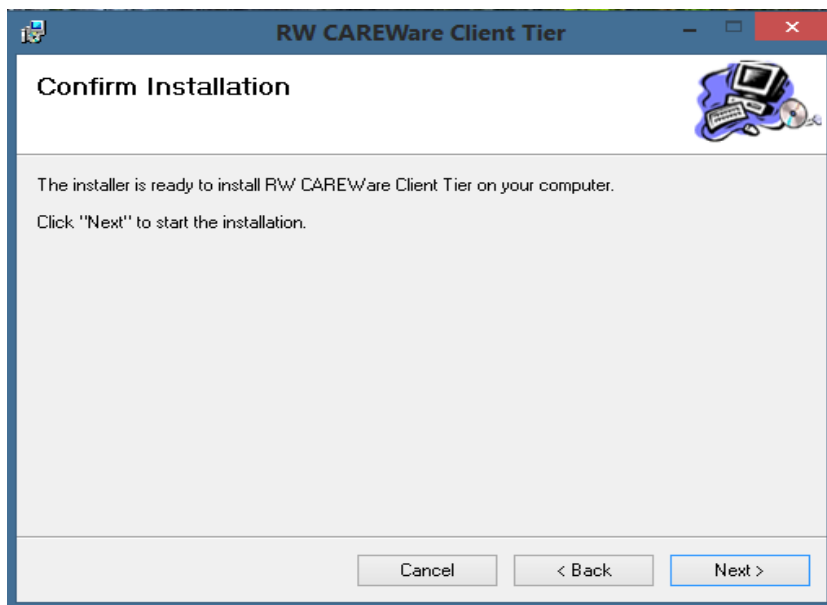 RW CAREWare Client Tier
Confirm Installation
The installer is ready to install RW CAREWare Client Tier on your computer.
Click "Next" to start the installation.
Cancel
< Back
Next >